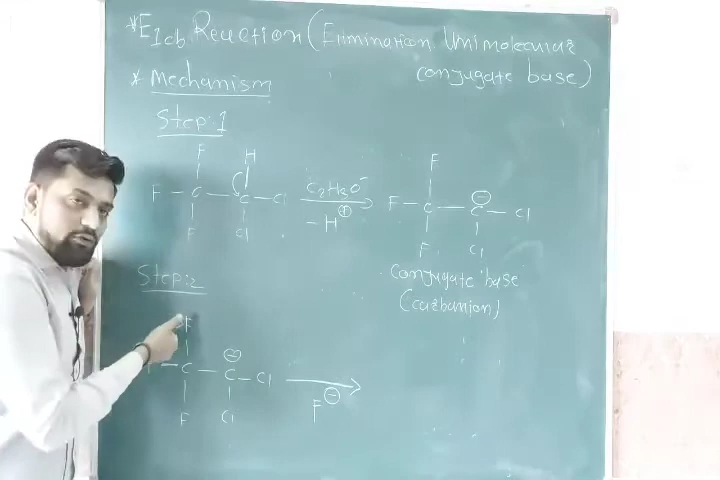 *E1cb Reaction (Elimination Unimolecular
conjugate base)
* Mechanism
Step:1
F H F
F - C - C - Cl C2H5O⊖ - H⊕ F - C - C⊖ - Cl
F Cl F Cl
Step:2
conjugate base
(carbanion)
F
C - C⊖ - Cl F⊖
F Cl